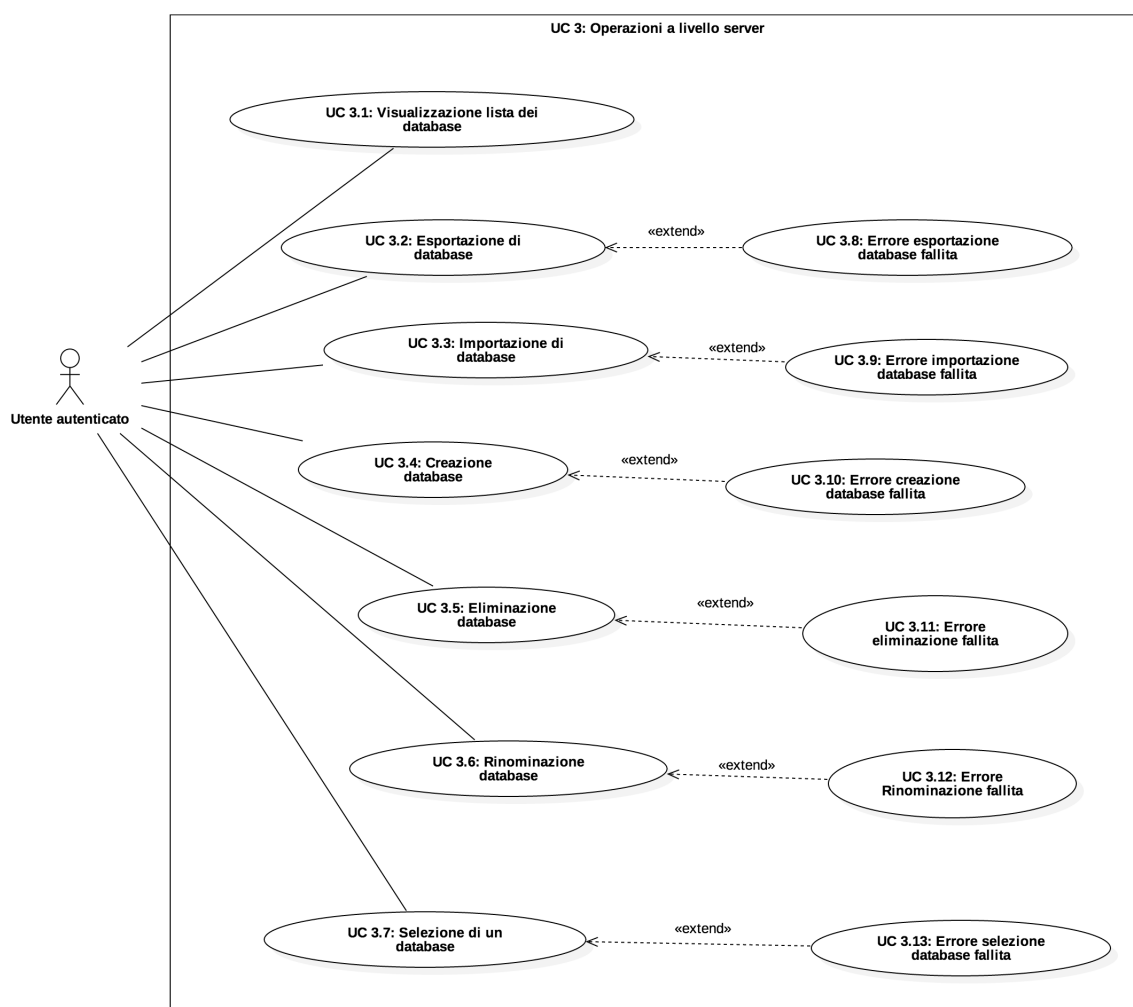 UC 3: Operazioni a livello server
UC 3.1: Visualizzazione lista dei
database
UC 3.2: Esportazione di
database
«extend»
UC 3.8: Errore esportazione
database fallita
UC 3.3: Importazione di
database
«extend»
UC 3.9: Errore importazione
database fallita
Utente autenticato
UC 3.4: Creazione
database
«extend»
UC 3.10: Errore creazione
database fallita
UC 3.5: Eliminazione
database
«extend»
UC 3.11: Errore
eliminazione fallita
UC 3.6: Rinominazione
database
«extend»
UC 3.12: Errore
Rinominazione fallita
UC 3.7: Selezione di un
database
«extend»
UC 3.13: Errore selezione
database fallita